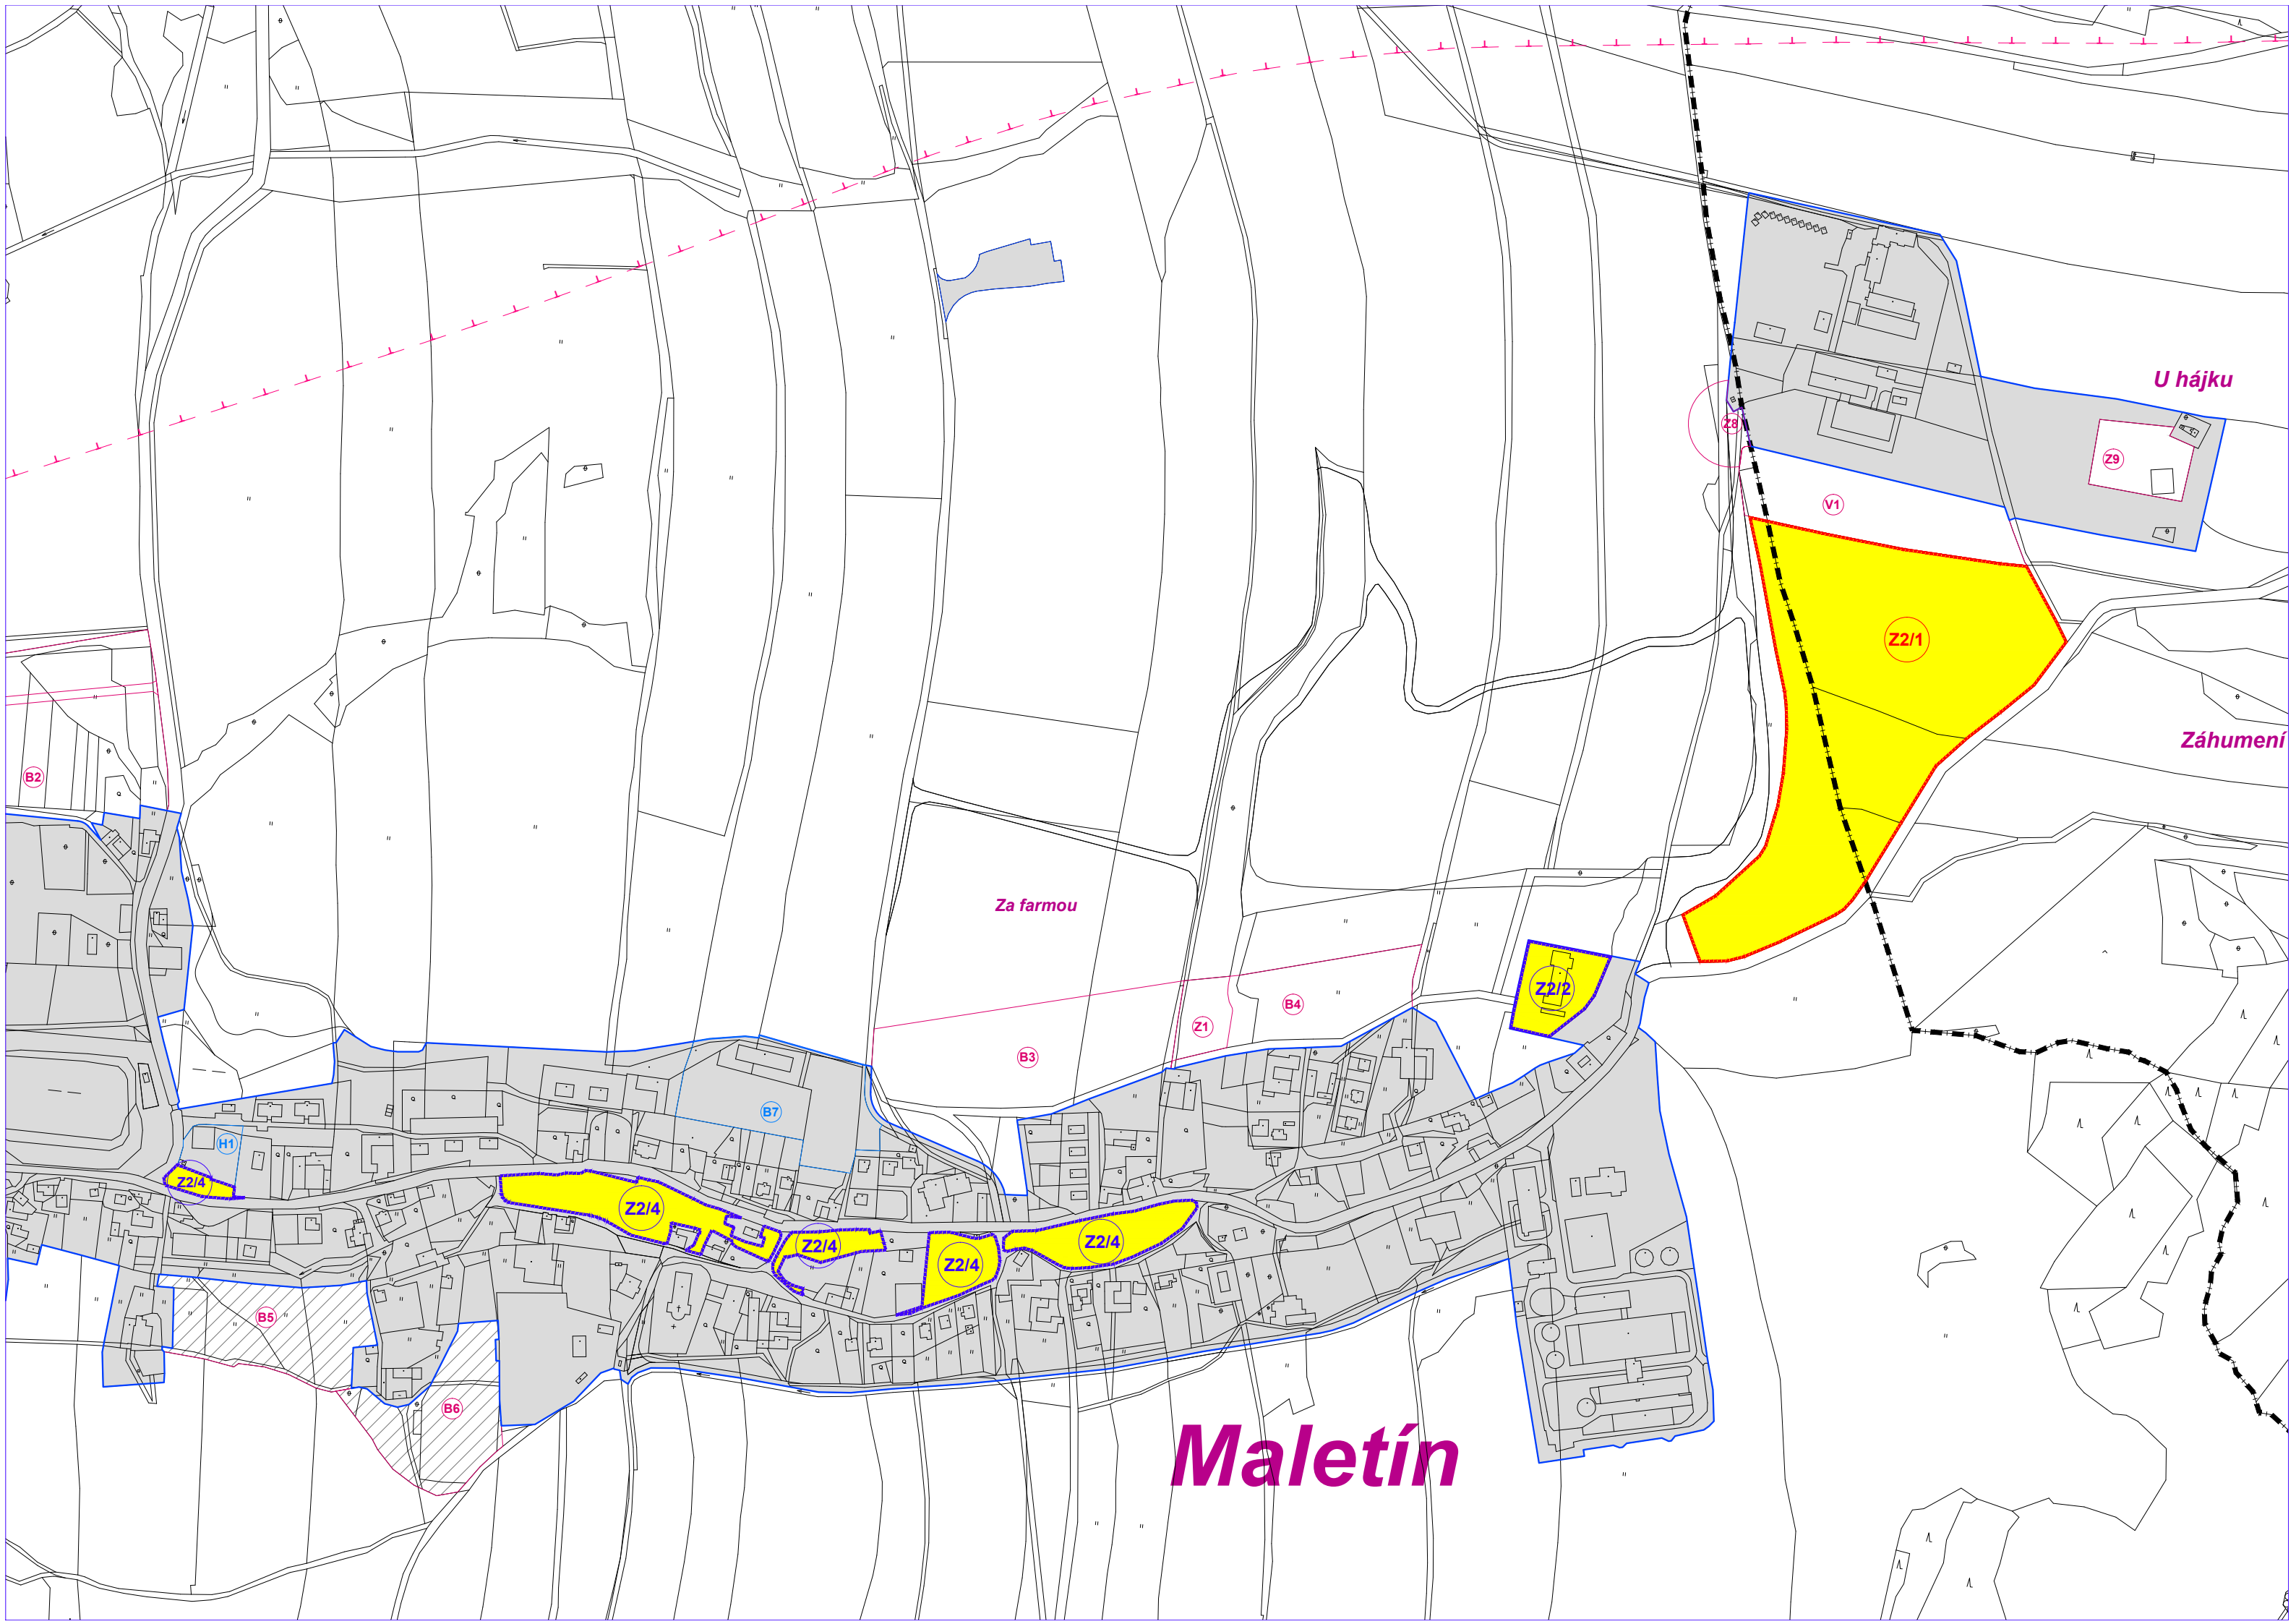 U hájku
Z8
Z9
V1
Z2/1
Záhumení
B2
Za farmou
Z2/2
B4
Z1
B3
B7
H1
Z2/4
Z2/4
Z2/4
Z2/4
Z2/4
B5
B6
Maletín